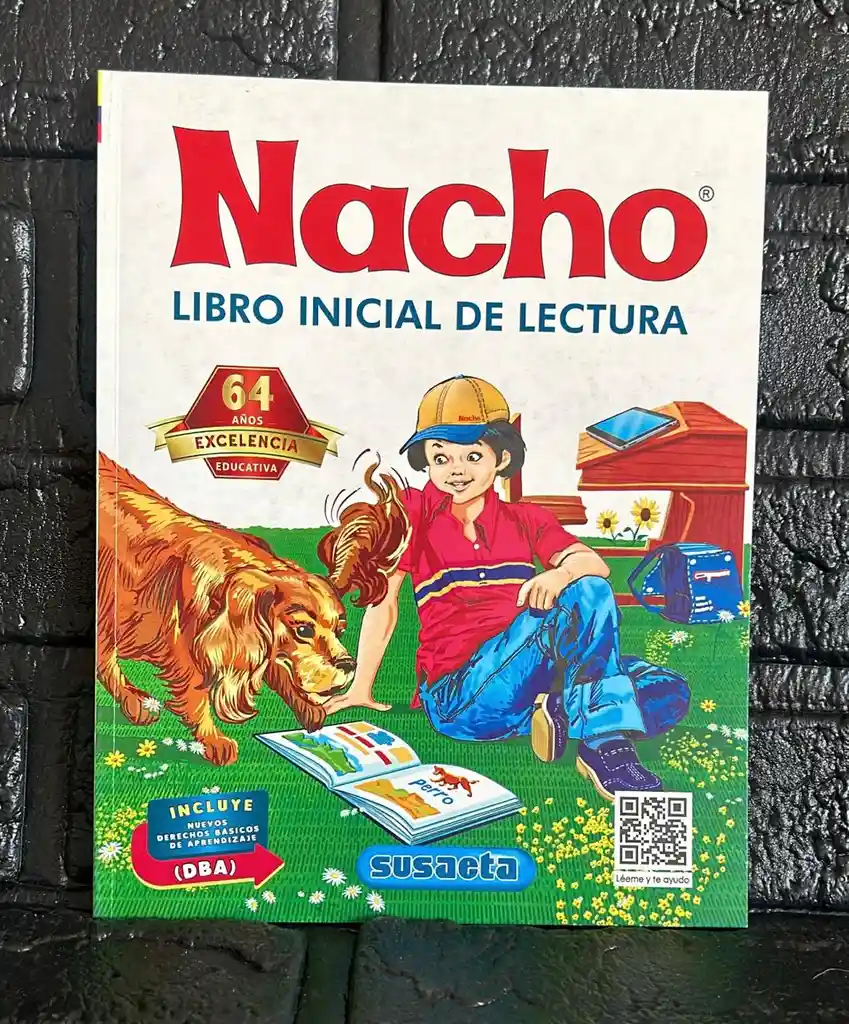 Nacho®
LIBRO INICIAL DE LECTURA
64
AÑOS
EXCELENCIA
EDUCATIVA
Nacho
perro
INCLUYE
NUEVOS
DERECHOS BÁSICOS
DE APRENDIZAJE
(DBA)
susaeta
Léeme y te ayudo